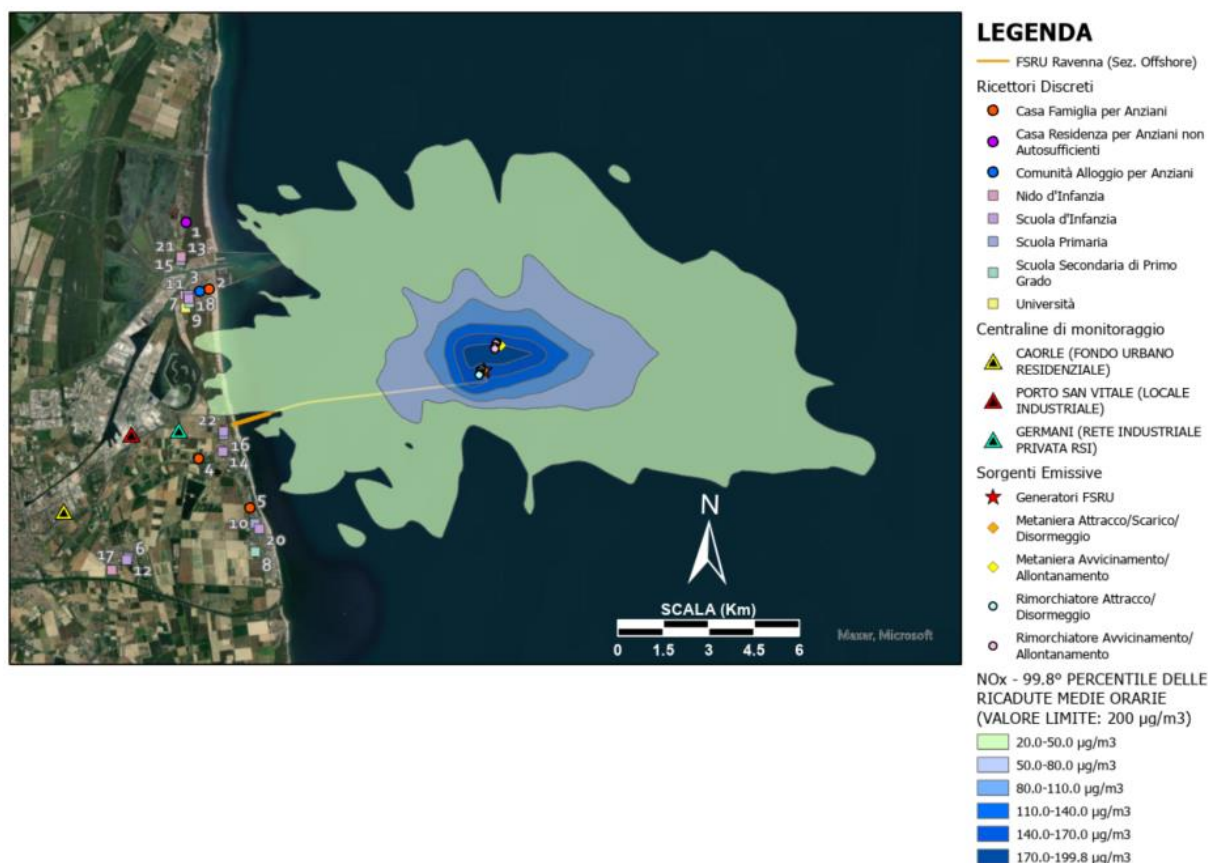 LEGENDA
FSRU Ravenna (Sez. Offshore)
Ricettori Discreti
Casa Famiglia per Anziani
Casa Residenza per Anziani non
Autosufficienti
Comunità Alloggio per Anziani
Nido d'Infanzia
Scuola d'Infanzia
Scuola Primaria
Scuola Secondaria di Primo
Grado
Università
Centraline di monitoraggio
CAORLE (FONDO URBANO
RESIDENZIALE)
PORTO SAN VITALE (LOCALE
INDUSTRIALE)
GERMANI (RETE INDUSTRIALE
PRIVATA RSI)
Sorgenti Emissive
Generatori FSRU
Metaniera Attracco/Scarico/
Disormeggio
Metaniera Avvicinamento/
Allontanamento
Rimorchiatore Attracco/
Disormeggio
Rimorchiatore Avvicinamento/
Allontanamento
NOx - 99.8° PERCENTILE DELLE
RICADUTE MEDIE ORARIE
(VALORE LIMITE: 200 µg/m3)
20.0-50.0 µg/m3
50.0-80.0 µg/m3
80.0-110.0 µg/m3
110.0-140.0 µg/m3
140.0-170.0 µg/m3
170.0-199.8 µg/m3
1
21 13
15
3 2
11
7 18
9
22
16
14
4
5
10
20
8
6
17
12
N
SCALA (Km)
0 1.5 3 4.5 6
Maxar, Microsoft